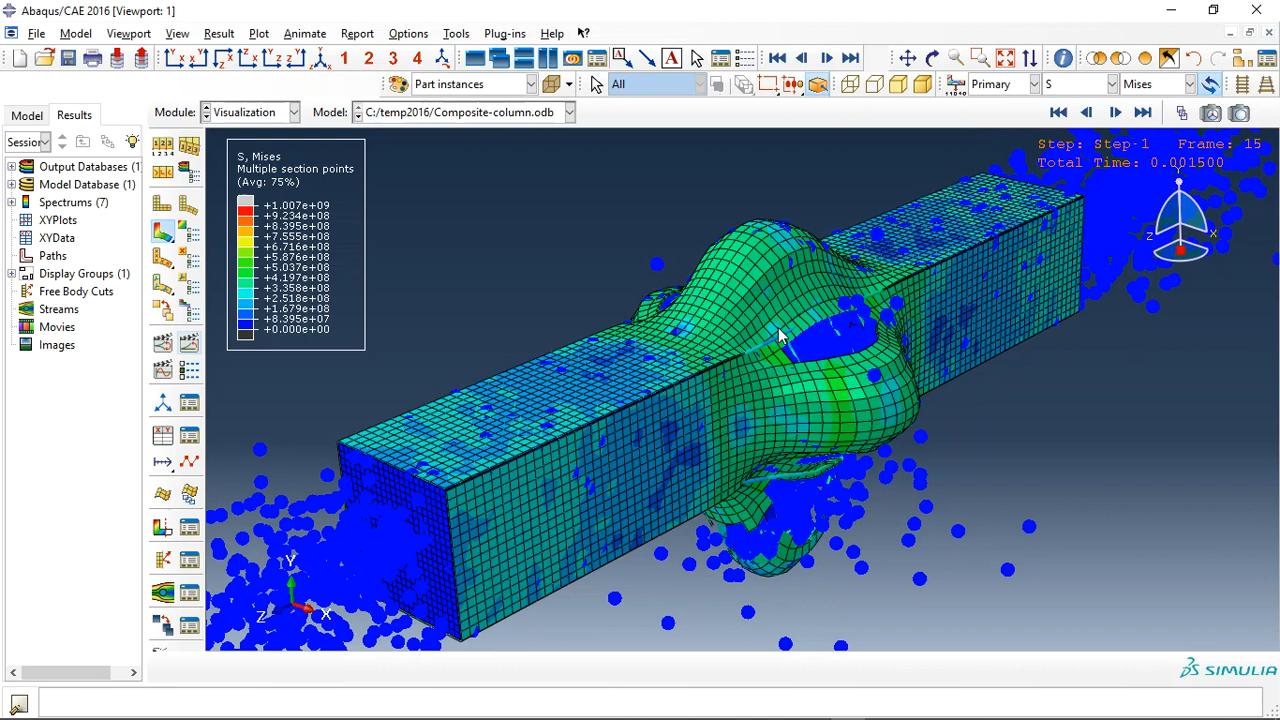 Abaqus/CAE 2016 [Viewport: 1]
File Model Viewport View Result Plot Animate Report Options Tools Plug-ins Help
1 2 3 4
Part instances All Primary S Mises
Model Results Module: Visualization Model: C:/temp2016/Composite-column.odb
Session
Output Databases (1)
Model Database (1)
Spectrums (7)
XYPlots
XYData
Paths
Display Groups (1)
Free Body Cuts
Streams
Movies
Images
S, Mises
Multiple section points
(Avg: 75%)
+1.007e+09
+9.234e+08
+8.395e+08
+7.555e+08
+6.716e+08
+5.876e+08
+5.037e+08
+4.197e+08
+3.358e+08
+2.518e+08
+1.679e+08
+8.395e+07
+0.000e+00
Step: Step-1 Frame: 15
Total Time: 0.001500
Y
Z X
Y
Z X
SIMULIA